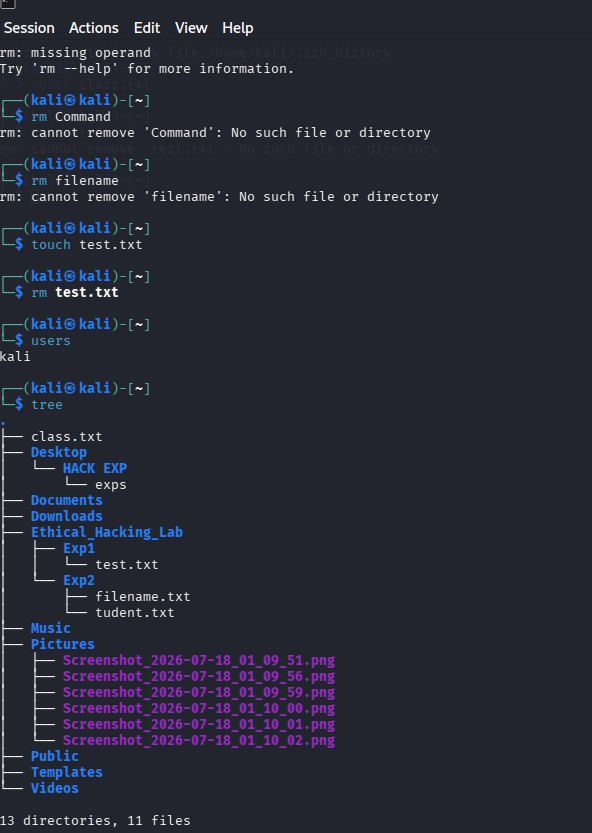 Session Actions Edit View Help
rm: missing operand
Try 'rm --help' for more information.
┌──(kali㉿kali)-[~]
└─$ rm Command
rm: cannot remove 'Command': No such file or directory
┌──(kali㉿kali)-[~]
└─$ rm filename
rm: cannot remove 'filename': No such file or directory
┌──(kali㉿kali)-[~]
└─$ touch test.txt
┌──(kali㉿kali)-[~]
└─$ rm test.txt
┌──(kali㉿kali)-[~]
└─$ users
kali
┌──(kali㉿kali)-[~]
└─$ tree
.
├── class.txt
├── Desktop
│   └── HACK EXP
│       └── exps
├── Documents
├── Downloads
├── Ethical_Hacking_Lab
│   ├── Exp1
│   │   └── test.txt
│   └── Exp2
│       ├── filename.txt
│       └── tudent.txt
├── Music
├── Pictures
│   ├── Screenshot_2026-07-18_01_09_51.png
│   ├── Screenshot_2026-07-18_01_09_56.png
│   ├── Screenshot_2026-07-18_01_09_59.png
│   ├── Screenshot_2026-07-18_01_10_00.png
│   ├── Screenshot_2026-07-18_01_10_01.png
│   └── Screenshot_2026-07-18_01_10_02.png
├── Public
├── Templates
└── Videos
13 directories, 11 files